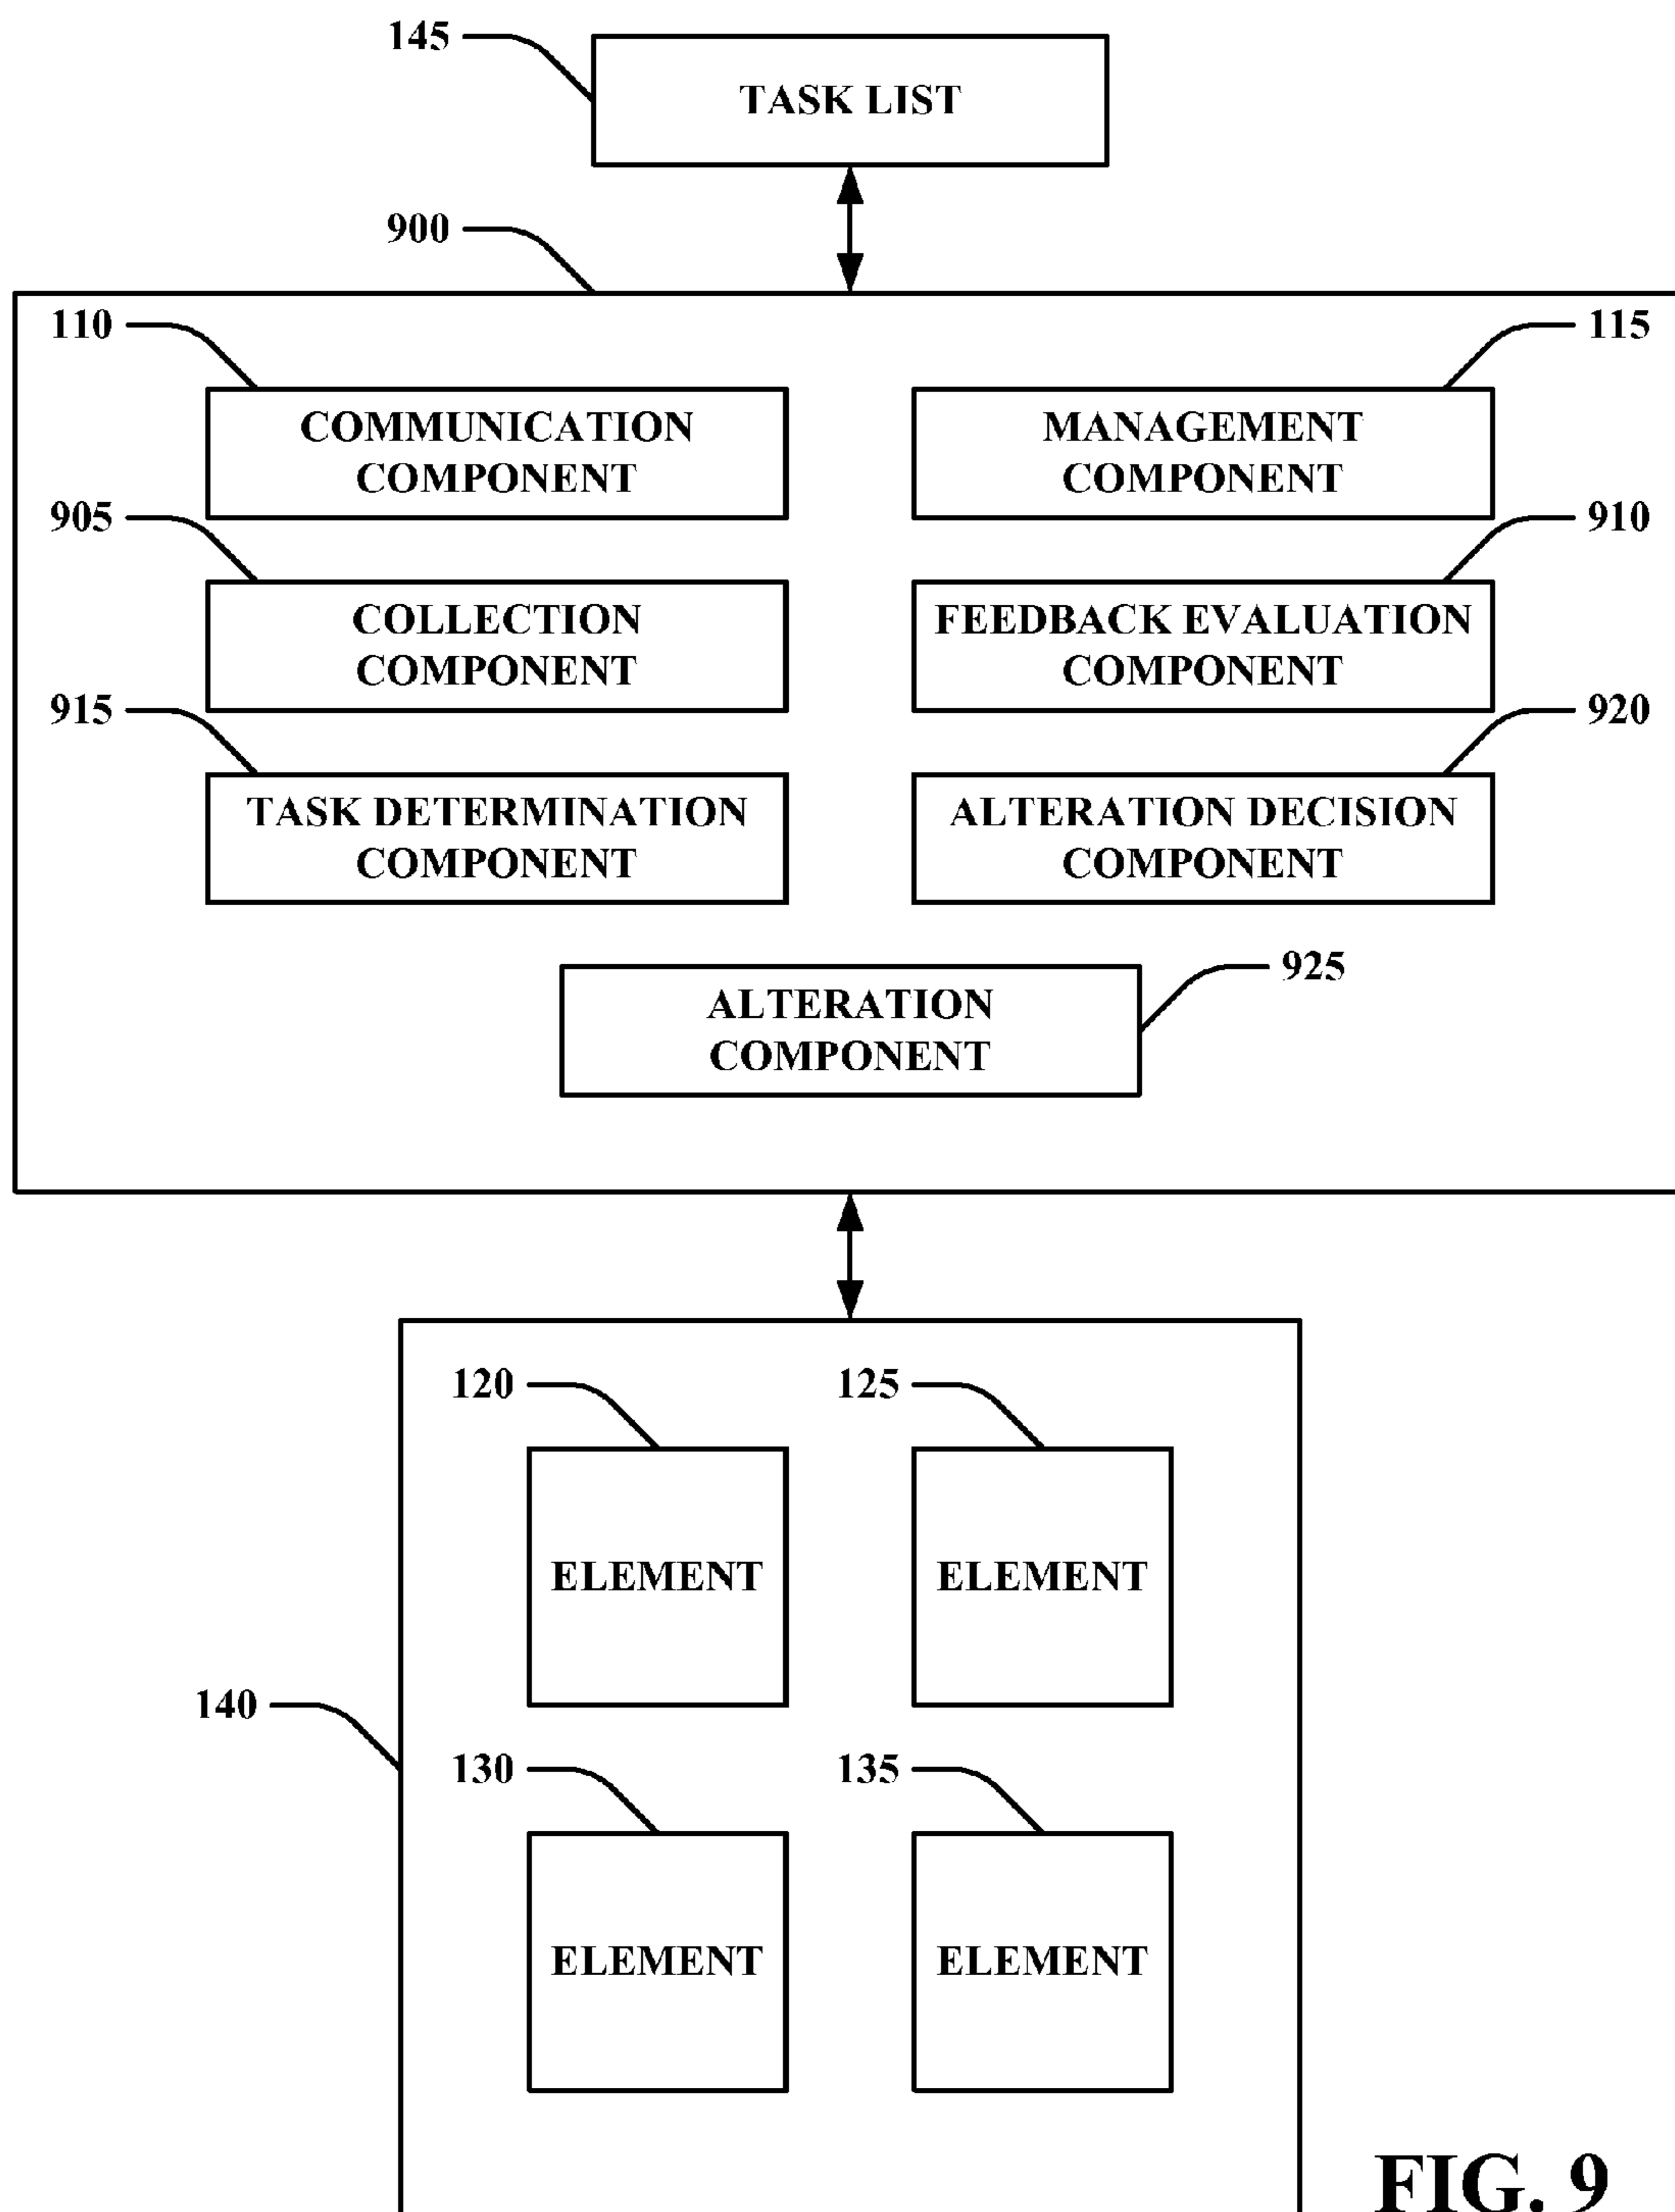 145
TASK LIST
900
110
115
COMMUNICATION
COMPONENT
MANAGEMENT
COMPONENT
905
910
COLLECTION
COMPONENT
FEEDBACK EVALUATION
COMPONENT
915
920
TASK DETERMINATION
COMPONENT
ALTERATION DECISION
COMPONENT
925
ALTERATION
COMPONENT
120
125
ELEMENT
ELEMENT
140
130
135
ELEMENT
ELEMENT
FIG. 9